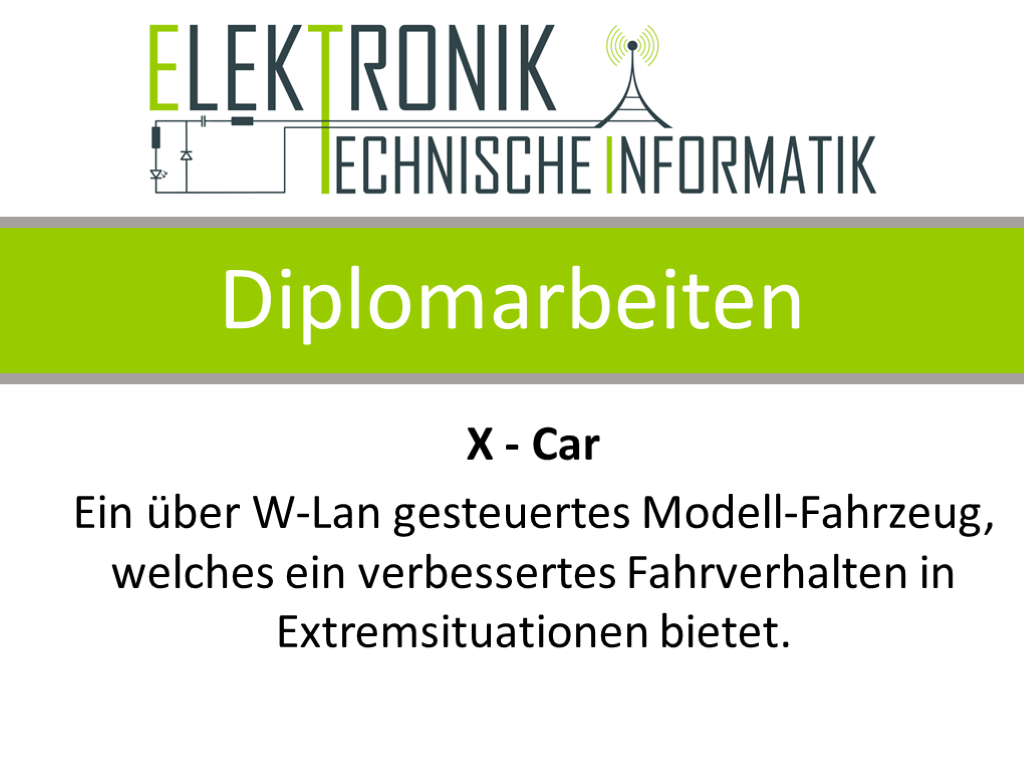 ELEKTRONIK
TECHNISCHE INFORMATIK
Diplomarbeiten
X - Car
Ein über W-Lan gesteuertes Modell-Fahrzeug,
welches ein verbessertes Fahrverhalten in
Extremsituationen bietet.